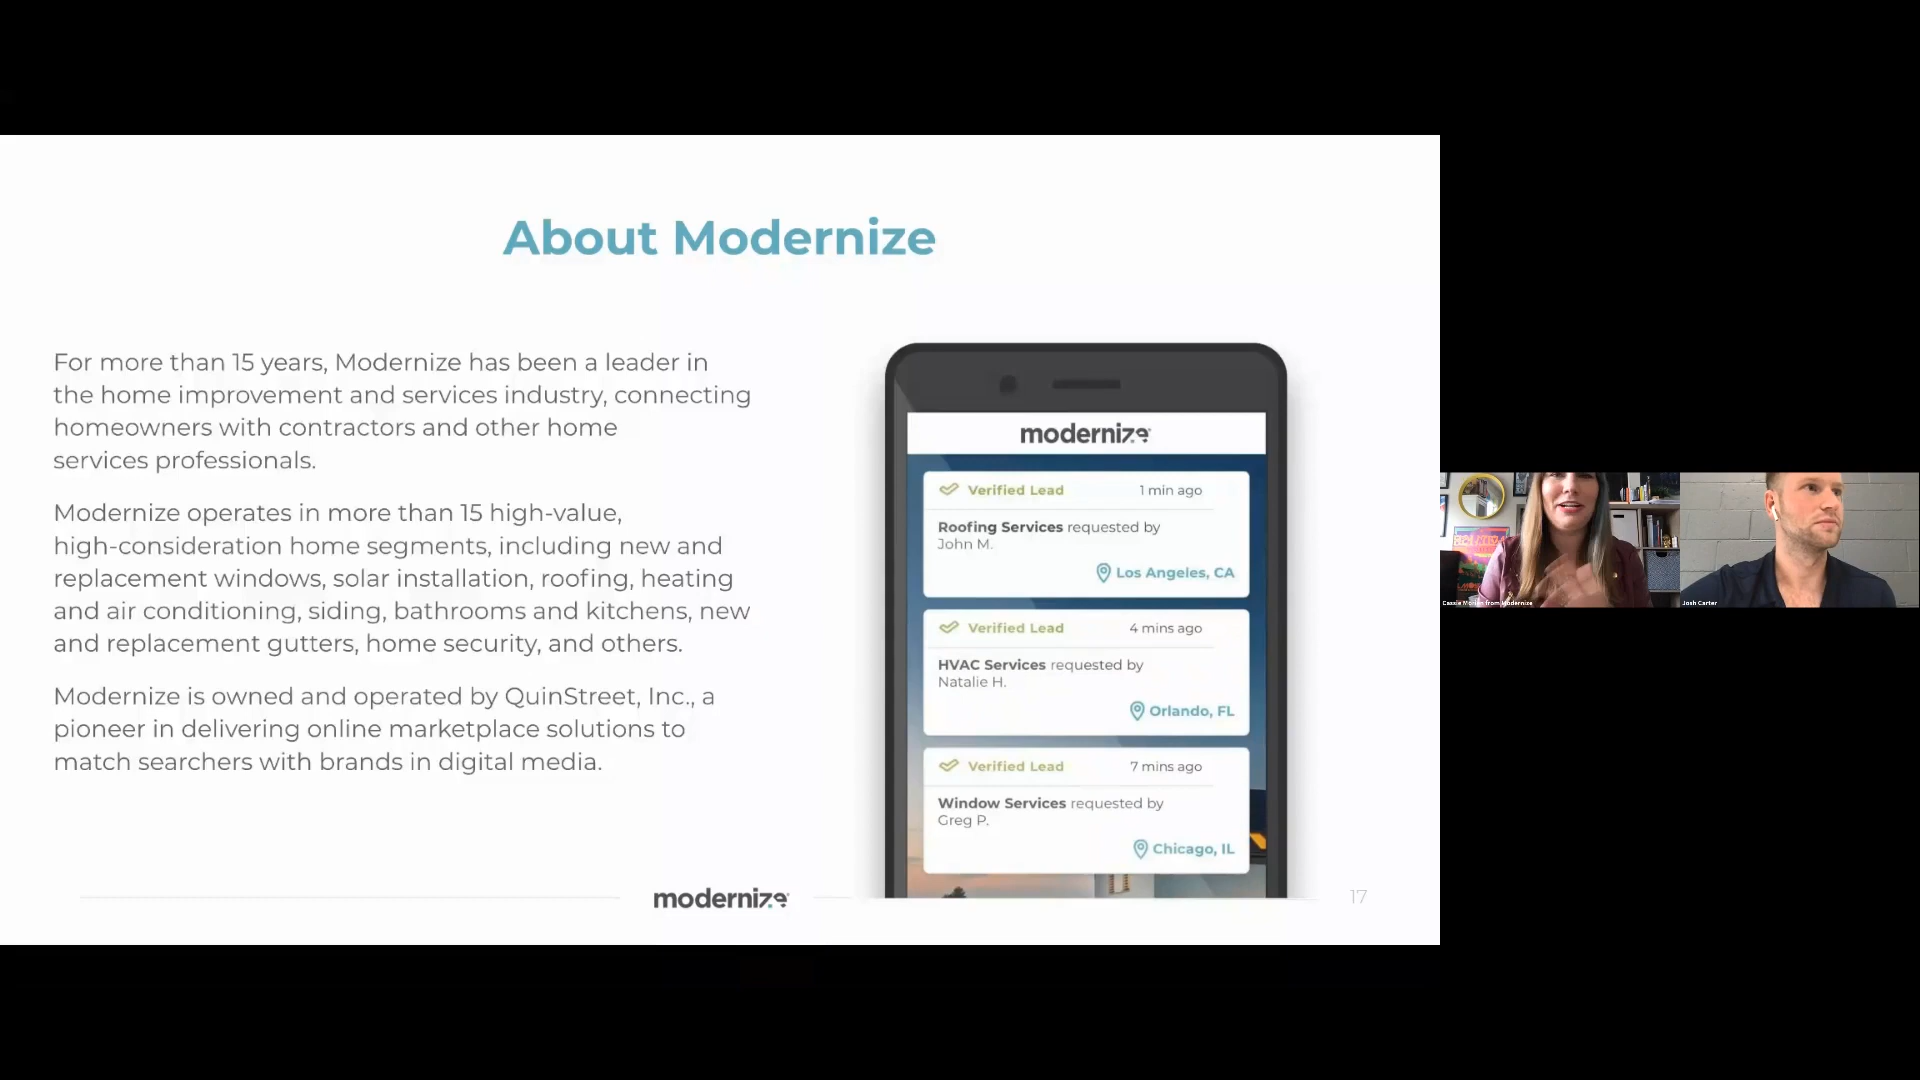 About Modernize
For more than 15 years, Modernize has been a leader in
the home improvement and services industry, connecting
homeowners with contractors and other home
services professionals.
Modernize operates in more than 15 high-value,
high-consideration home segments, including new and
replacement windows, solar installation, roofing, heating
and air conditioning, siding, bathrooms and kitchens, new
and replacement gutters, home security, and others.
Modernize is owned and operated by QuinStreet, Inc., a
pioneer in delivering online marketplace solutions to
match searchers with brands in digital media.
modernize
Verified Lead 1 min ago
Roofing Services requested by
John M.
Los Angeles, CA
Verified Lead 4 mins ago
HVAC Services requested by
Natalie H.
Orlando, FL
Verified Lead 7 mins ago
Window Services requested by
Greg P.
Chicago, IL
modernize
17
from Modernize
Josh Carter